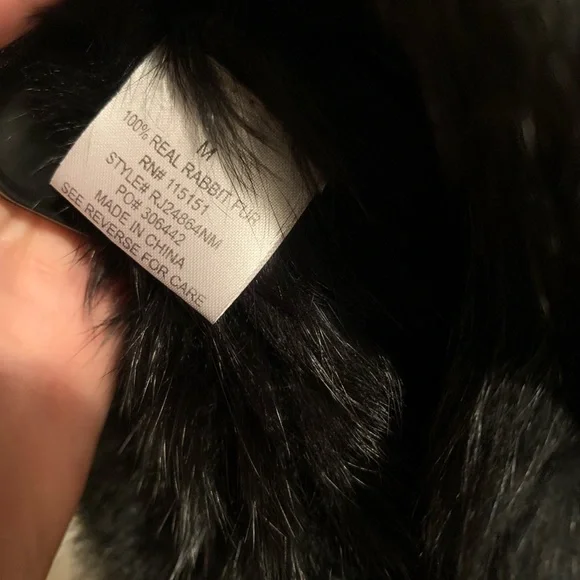 M
100% REAL RABBIT FUR
RN# 115151
STYLE# RJ24864NM
PO# 306442
MADE IN CHINA
SEE REVERSE FOR CARE